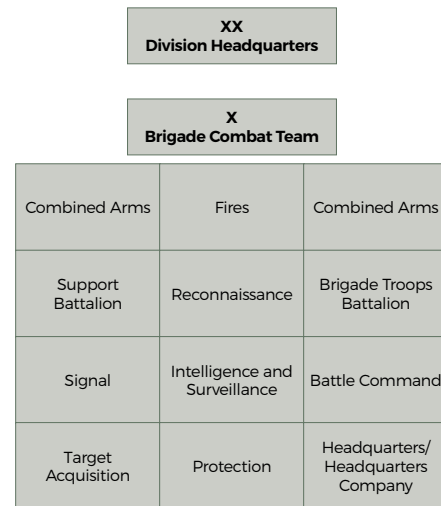 XX
Division Headquarters
X
Brigade Combat Team
Combined Arms
Fires
Combined Arms
Support
Battalion
Reconnaissance
Brigade Troops
Battalion
Signal
Intelligence and
Surveillance
Battle Command
Target
Acquisition
Protection
Headquarters/
Headquarters
Company